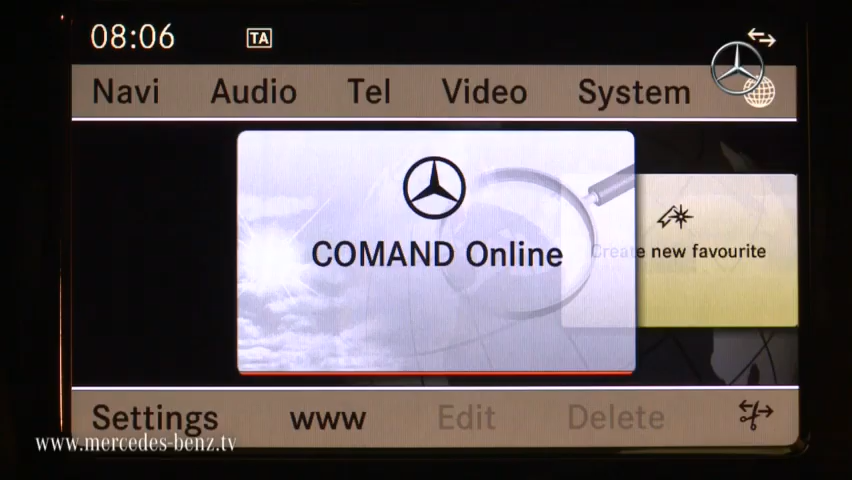 08:06 TA
Navi Audio Tel Video System
COMAND Online
Create new favourite
Settings www Edit Delete
www.mercedes-benz.tv